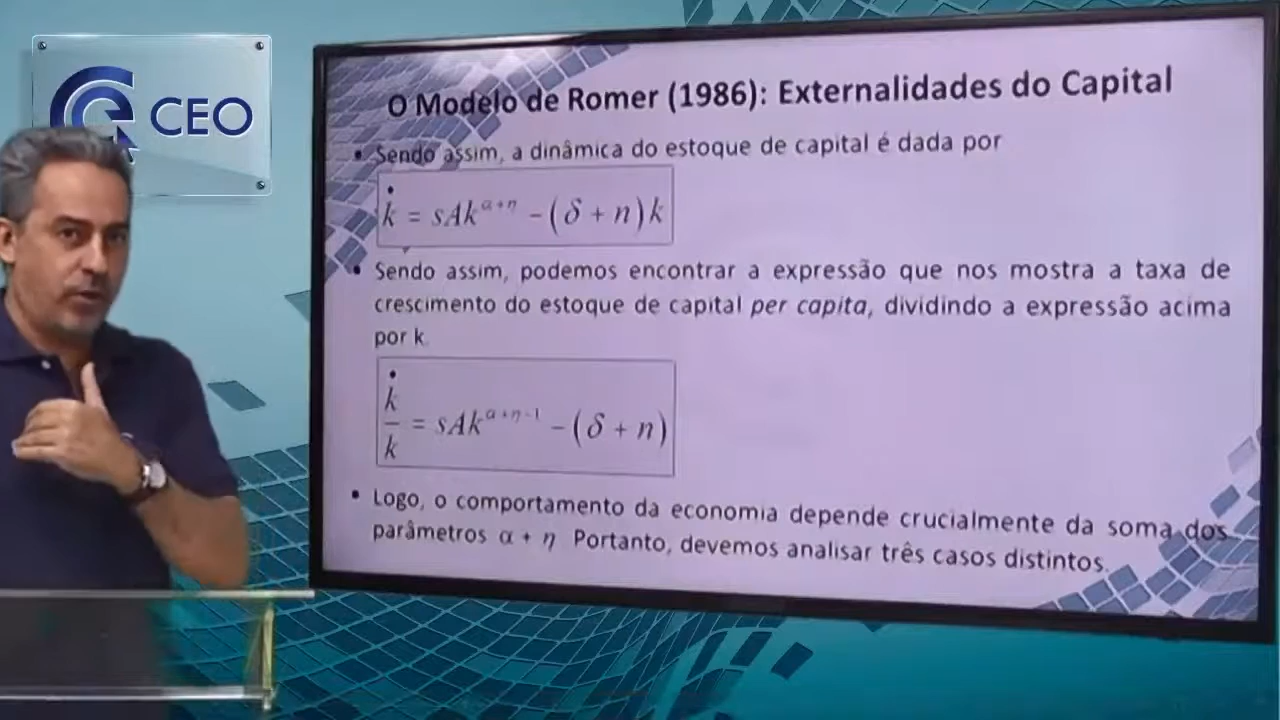 CEO
O Modelo de Romer (1986): Externalidades do Capital
• Sendo assim, a dinâmica do estoque de capital é dada por
k̇ = sAk^{α+η} − (δ + n)k
• Sendo assim, podemos encontrar a expressão que nos mostra a taxa de
crescimento do estoque de capital per capita, dividindo a expressão acima
por k.
k̇/k = sAk^{α+η−1} − (δ + n)
• Logo, o comportamento da economia depende crucialmente da soma dos
parâmetros α + η Portanto, devemos analisar três casos distintos.